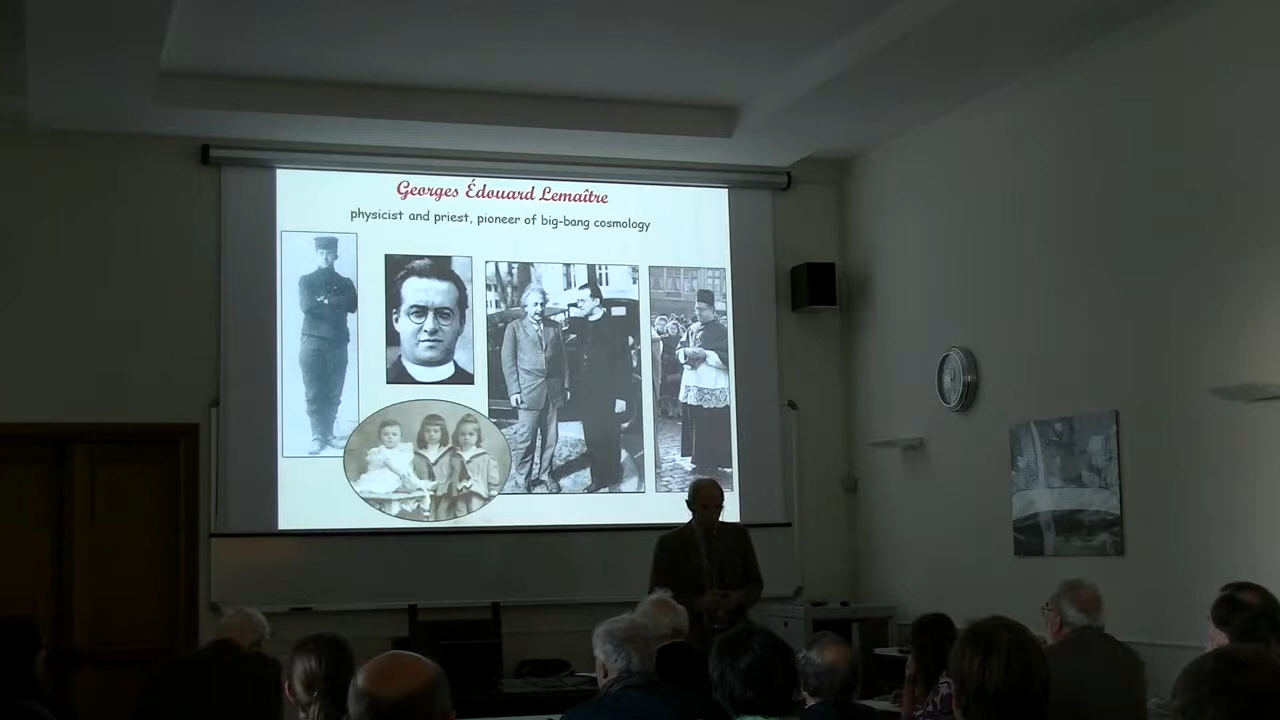 Georges Édouard Lemaître
physicist and priest, pioneer of big-bang cosmology